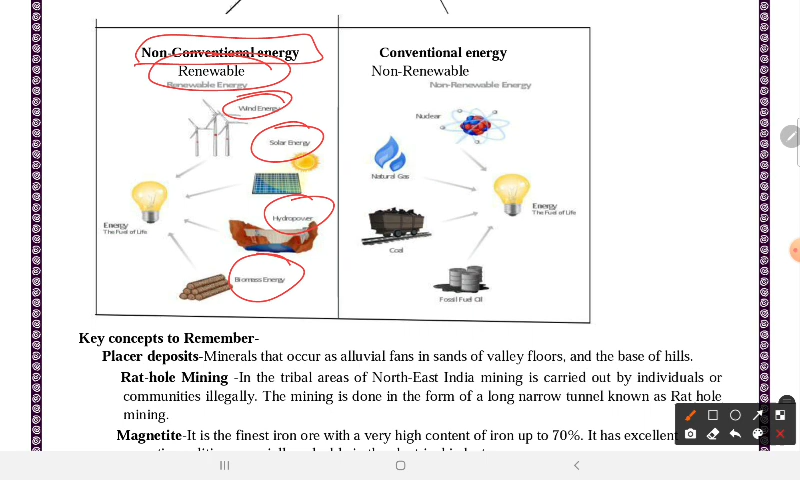 Non-Conventional energy
Renewable
Renewable Energy
Wind Energy
Solar Energy
Hydropower
Energy
The Fuel of Life
Biomass Energy
Conventional energy
Non-Renewable
Non-Renewable Energy
Nuclear
Natural Gas
Energy
The Fuel of Life
Coal
Fossil Fuel Oil
Key concepts to Remember-
Placer deposits-Minerals that occur as alluvial fans in sands of valley floors, and the base of hills.
Rat-hole Mining -In the tribal areas of North-East India mining is carried out by individuals or
communities illegally. The mining is done in the form of a long narrow tunnel known as Rat hole
mining.
Magnetite-It is the finest iron ore with a very high content of iron up to 70%. It has excellent